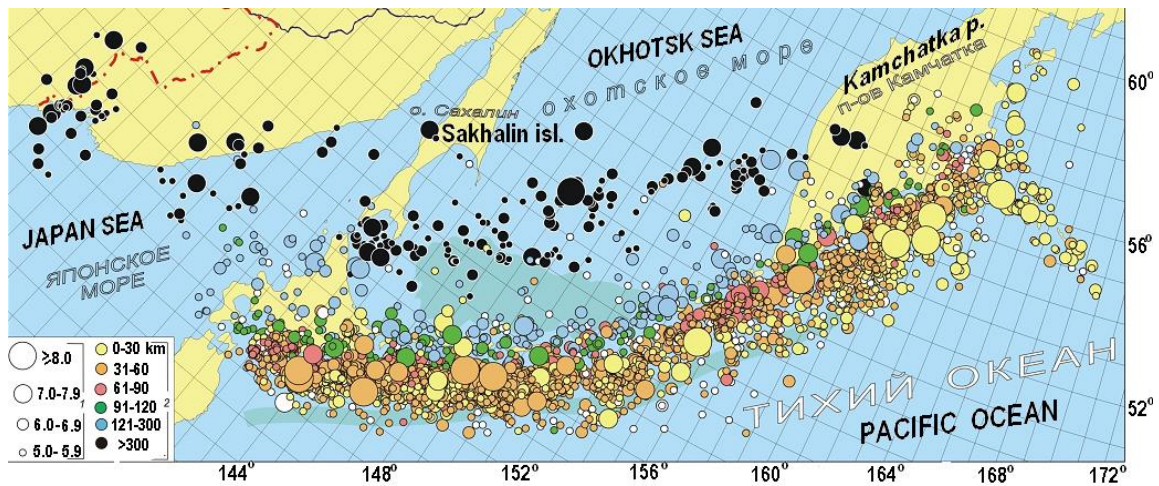 OKHOTSK SEA
охотское море
Kamchatka p.
п-ов Камчатка
60°
о. Сахалин
Sakhalin isl.
JAPAN SEA
ЯПОНСКОЕ
МОРЕ
56°
ТИХИЙ ОКЕАН
PACIFIC OCEAN
52°
≥8.0
7.0-7.9
6.0-6.9
5.0-5.9
1
0-30 km
31-60
61-90
91-120
121-300
>300
2
144° 148° 152° 156° 160° 164° 168° 172°